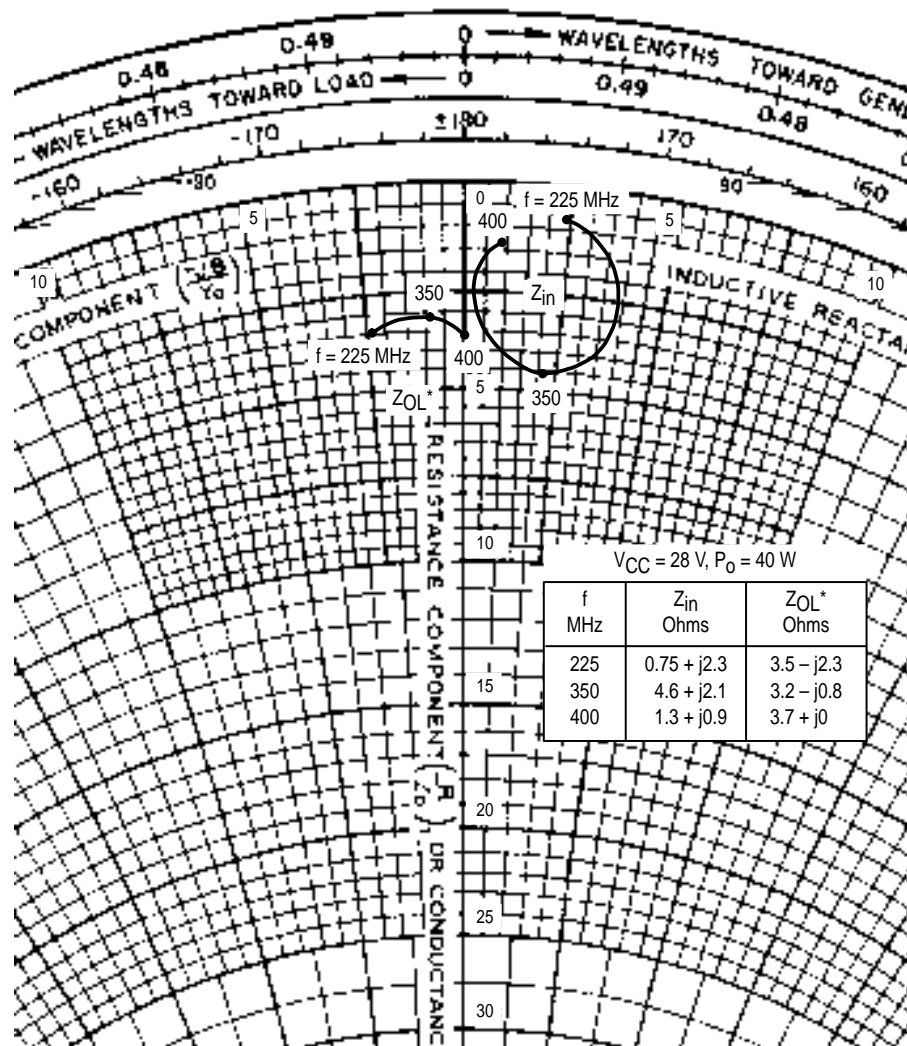 0.48
0.49
0
WAVELENGTHS TOWARD GENE
WAVELENGTHS TOWARD LOAD
0
0.49
0.48
-160
-170
±180
170
160
-90
90
5
0
5
10
10
400
f = 225 MHz
COMPONENT
INDUCTIVE REACTA
Zin
350
f = 225 MHz
400
350
ZOL*
5
RESISTANCE COMPONENT
OR CONDUCTANC
10
15
20
25
30
VCC = 28 V, Po = 40 W
f MHz | Zin Ohms | ZOL* Ohms
225 | 0.75 + j2.3 | 3.5 – j2.3
350 | 4.6 + j2.1 | 3.2 – j0.8
400 | 1.3 + j0.9 | 3.7 + j0